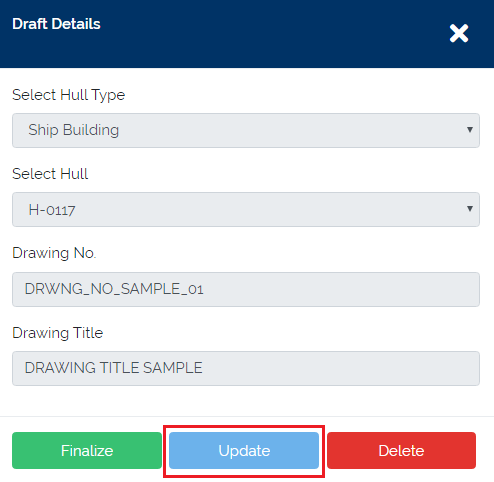 Draft Details
Select Hull Type
Ship Building
Select Hull
H-0117
Drawing No.
DRWNG_NO_SAMPLE_01
Drawing Title
DRAWING TITLE SAMPLE
Finalize Update Delete